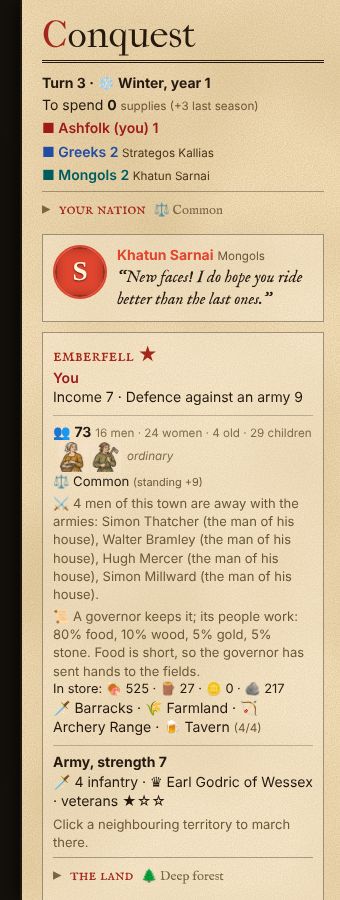 Conquest
Turn 3 · ❄️ Winter, year 1
To spend 0 supplies (+3 last season)
■ Ashfolk (you) 1
■ Greeks 2 Strategos Kallias
■ Mongols 2 Khatun Sarnai
▶ YOUR NATION ⚖️ Common
S
Khatun Sarnai Mongols
“New faces! I do hope you ride
better than the last ones.”
EMBERFELL ★
You
Income 7 · Defence against an army 9
👥 73 16 men · 24 women · 4 old · 29 children
ordinary
⚖️ Common (standing +9)
⚔️ 4 men of this town are away with the
armies: Simon Thatcher (the man of his
house), Walter Bramley (the man of his
house), Hugh Mercer (the man of his
house), Simon Millward (the man of his
house).
📜 A governor keeps it; its people work:
80% food, 10% wood, 5% gold, 5%
stone. Food is short, so the governor has
sent hands to the fields.
In store: 🍖 525 · 🪵 27 · 🪙 0 · 🪨 217
🗡️ Barracks · 🌾 Farmland · 🏹
Archery Range · 🍺 Tavern (4/4)
Army, strength 7
🗡️ 4 infantry · ♛ Earl Godric of Wessex
· veterans ★☆☆
Click a neighbouring territory to march
there.
▶ THE LAND 🌲 Deep forest